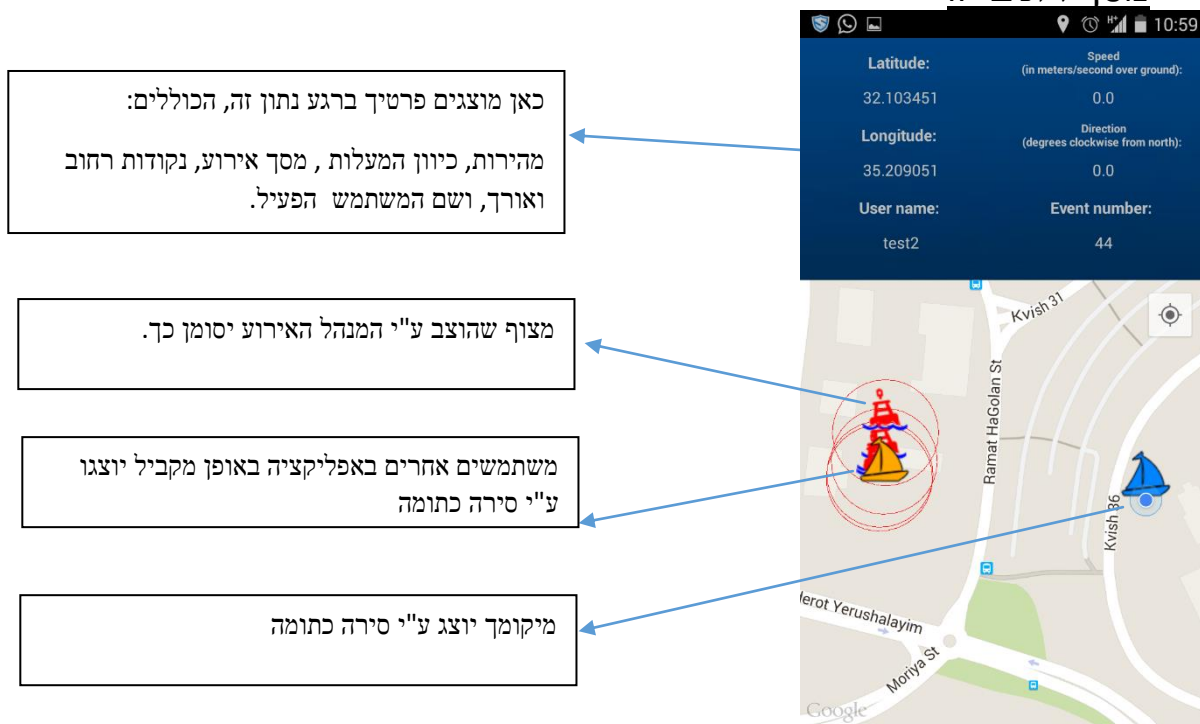 10:59
Latitude:
Speed
(in meters/second over ground):
32.103451
0.0
Longitude:
Direction
(degrees clockwise from north):
35.209051
0.0
User name:
Event number:
test2
44
כאן מוצגים פרטיך ברגע נתון זה, הכוללים:
מהירות, כיוון המעלות , מסך אירוע, נקודות רחוב
ואורך, ושם המשתמש הפעיל.
מצוף שהוצב ע"י המנהל האירוע יסומן כך.
משתמשים אחרים באפליקציה באופן מקביל יוצגו
ע"י סירה כתומה
מיקומך יוצג ע"י סירה כתומה
Kvish 31
Ramat HaGolan St
Kvish 36
Yerushalayim
Moriya St
Google